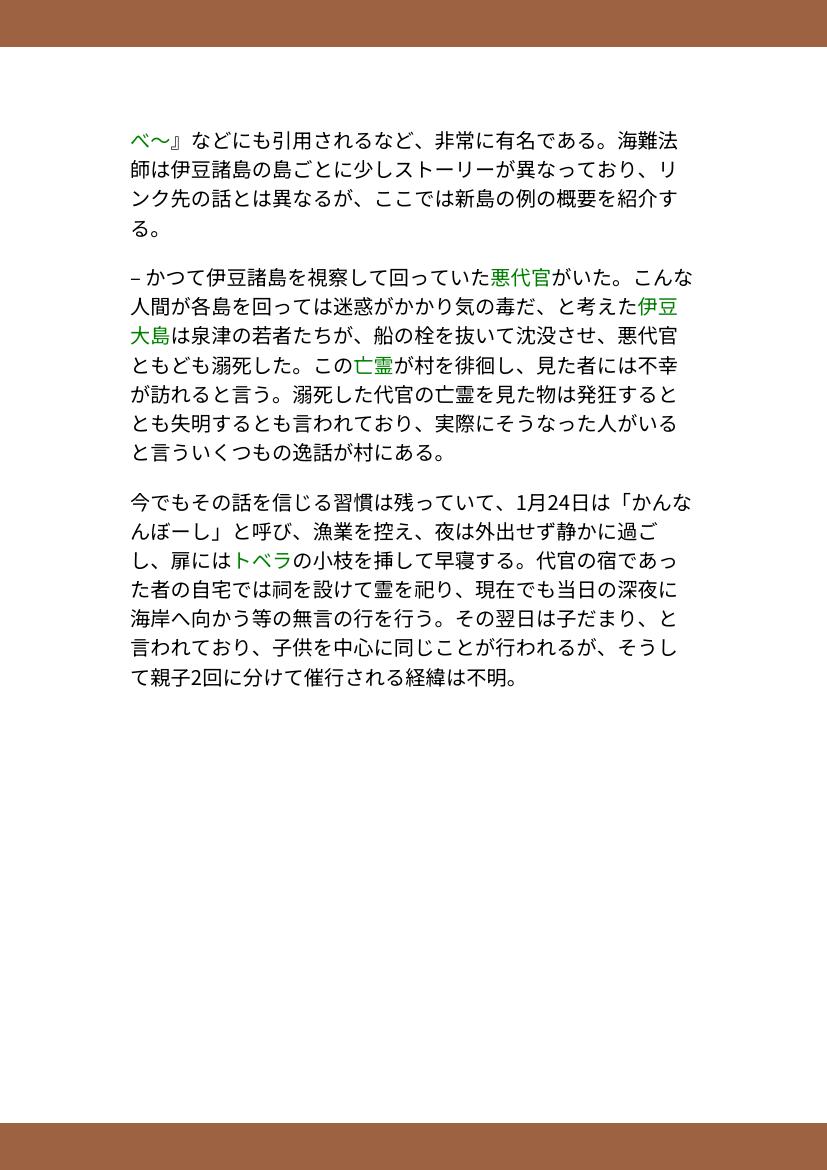 べ〜』などにも引用されるなど、非常に有名である。海難法
師は伊豆諸島の島ごとに少しストーリーが異なっており、リ
ンク先の話とは異なるが、ここでは新島の例の概要を紹介す
る。
– かつて伊豆諸島を視察して回っていた悪代官がいた。こんな
人間が各島を回っては迷惑がかかり気の毒だ、と考えた伊豆
大島は泉津の若者たちが、船の栓を抜いて沈没させ、悪代官
ともども溺死した。この亡霊が村を徘徊し、見た者には不幸
が訪れると言う。溺死した代官の亡霊を見た物は発狂すると
とも失明するとも言われており、実際にそうなった人がいる
と言ういくつもの逸話が村にある。
今でもその話を信じる習慣は残っていて、1月24日は「かんな
んぼーし」と呼び、漁業を控え、夜は外出せず静かに過ご
し、扉にはトベラの小枝を挿して早寝する。代官の宿であっ
た者の自宅では祠を設けて霊を祀り、現在でも当日の深夜に
海岸へ向かう等の無言の行を行う。その翌日は子だまり、と
言われており、子供を中心に同じことが行われるが、そうし
て親子2回に分けて催行される経緯は不明。